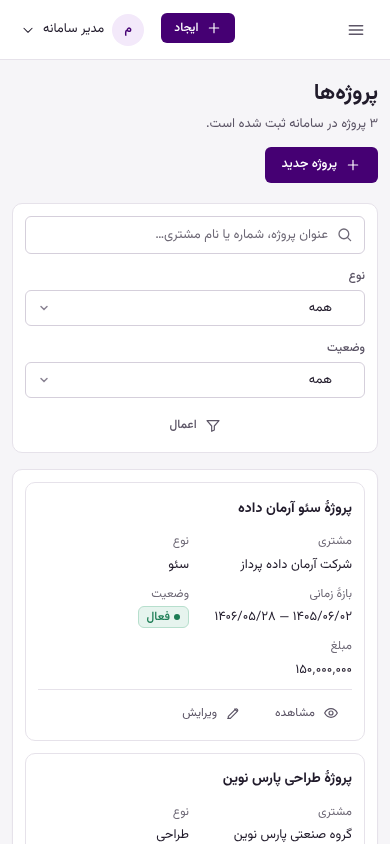 ایجاد
م
مدیر سامانه
پروژه‌ها
۳ پروژه در سامانه ثبت شده است.
پروژه جدید
عنوان پروژه، شماره یا نام مشتری...
نوع
همه
وضعیت
همه
اعمال
پروژهٔ سئو آرمان داده
مشتری نوع
شرکت آرمان داده پرداز سئو
بازهٔ زمانی وضعیت
۱۴۰۵/۰۶/۰۲ — ۱۴۰۶/۰۵/۲۸ فعال
مبلغ
۱۵۰,۰۰۰,۰۰۰
مشاهده ویرایش
پروژهٔ طراحی پارس نوین
مشتری نوع
گروه صنعتی پارس نوین طراحی